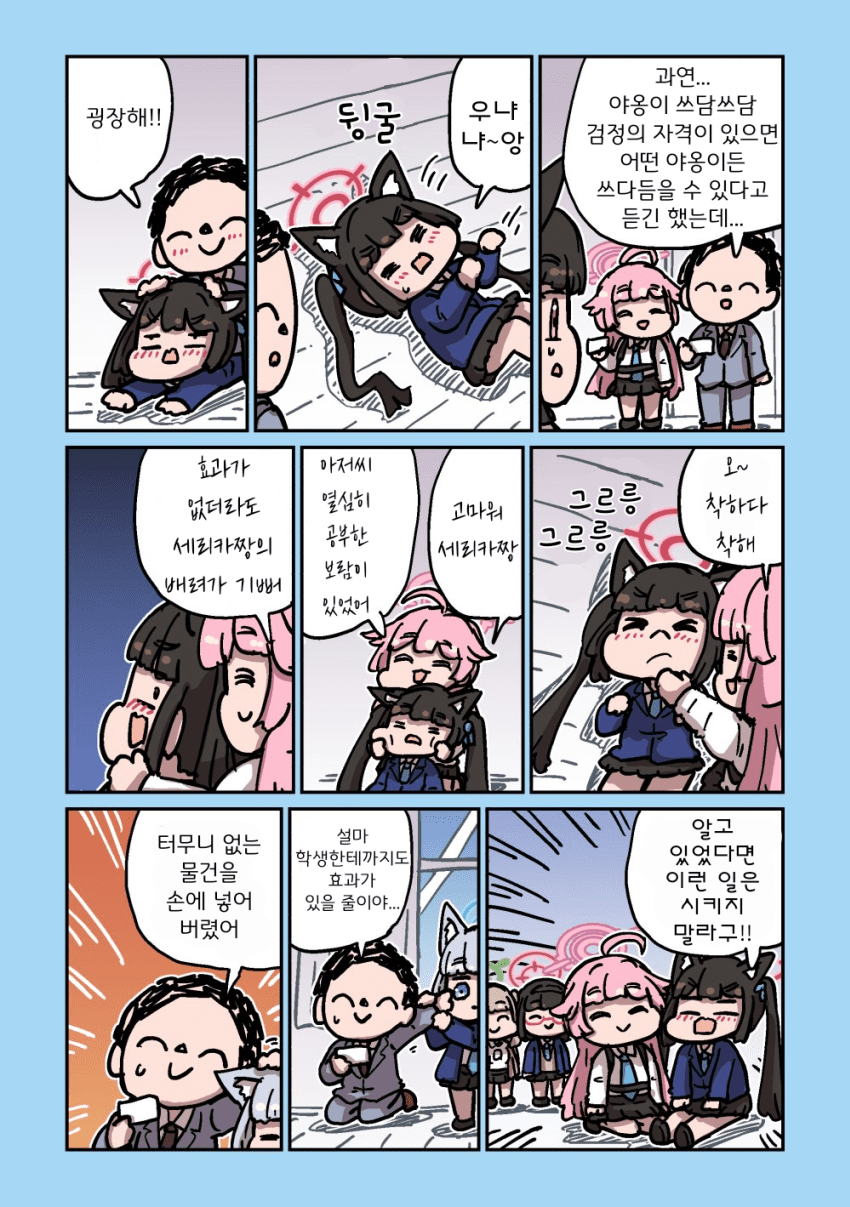 과연...
야옹이 쓰담쓰담
검정의 자격이 있으면
어떤 야옹이든
쓰다듬을 수 있다고
듣긴 했는데...
우냐
냐~앙
뒹굴
굉장해!!
오~
착하다
착해
그르릉
그르릉
고마워
세리카짱
아저씨
열심히
공부한
보람이
있었어
효과가
없더라도
세리카짱의
배려가 기뻐
알고
있었다면
이런 일은
시키지
말라구!!
설마
학생한테까지도
효과가
있을 줄이야...
터무니 없는
물건을
손에 넣어
버렸어